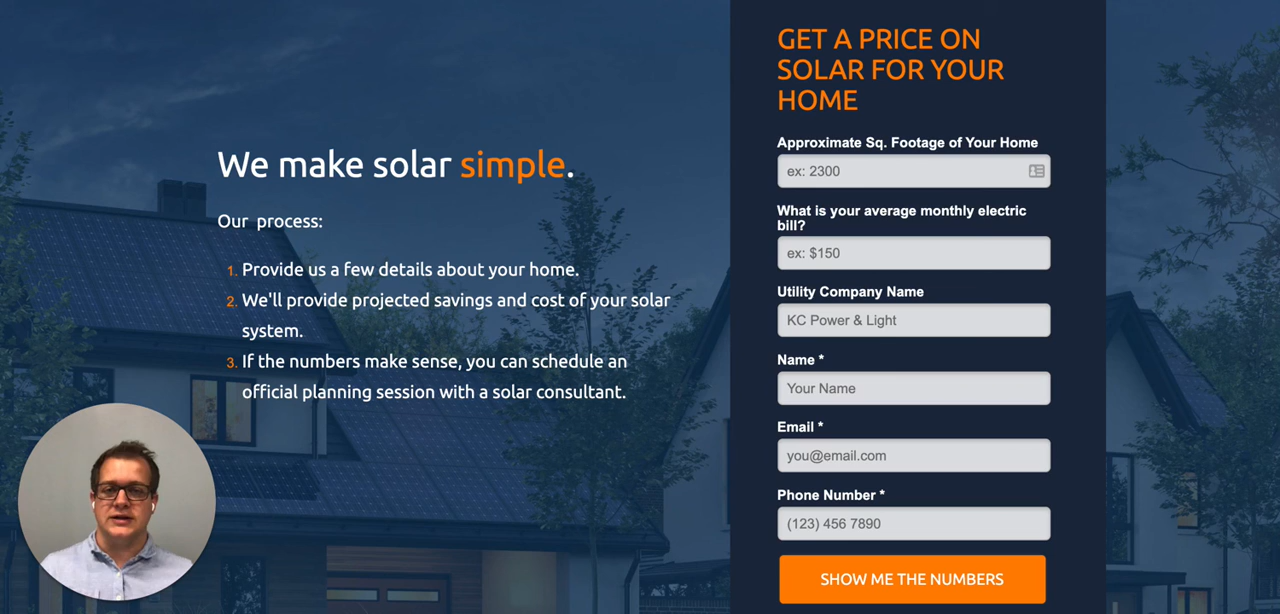 We make solar simple.
Our process:
1. Provide us a few details about your home.
2. We'll provide projected savings and cost of your solar
system.
3. If the numbers make sense, you can schedule an
official planning session with a solar consultant.
GET A PRICE ON
SOLAR FOR YOUR
HOME
Approximate Sq. Footage of Your Home
ex: 2300
What is your average monthly electric
bill?
ex: $150
Utility Company Name
KC Power & Light
Name *
Your Name
Email *
you@email.com
Phone Number *
(123) 456 7890
SHOW ME THE NUMBERS